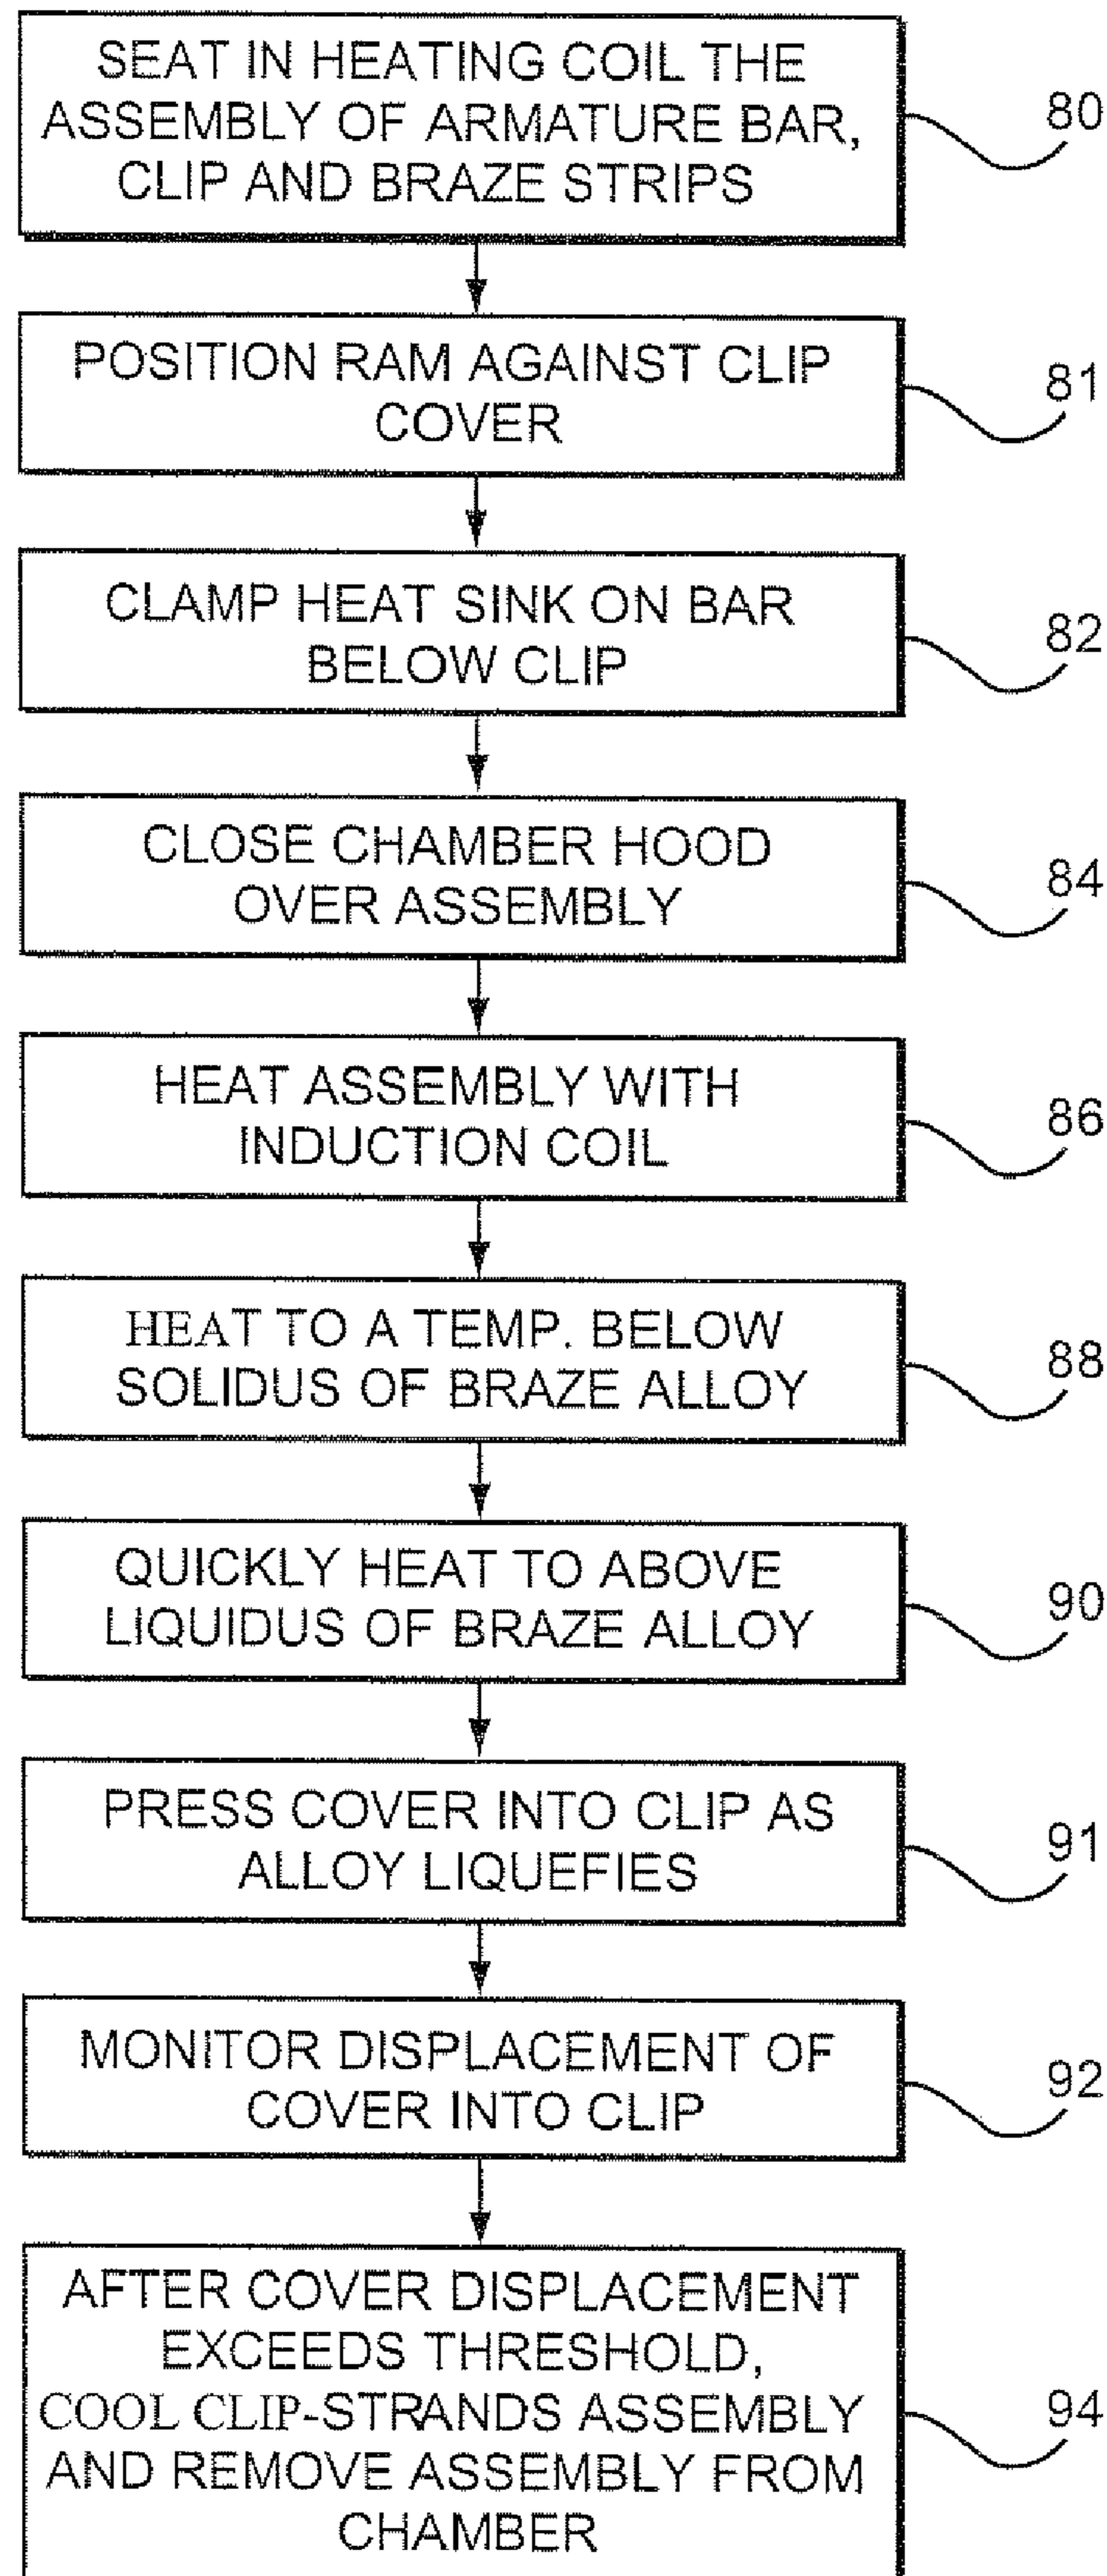 SEAT IN HEATING COIL THE
ASSEMBLY OF ARMATURE BAR,
CLIP AND BRAZE STRIPS
80
POSITION RAM AGAINST CLIP
COVER
81
CLAMP HEAT SINK ON BAR
BELOW CLIP
82
CLOSE CHAMBER HOOD
OVER ASSEMBLY
84
HEAT ASSEMBLY WITH
INDUCTION COIL
86
HEAT TO A TEMP. BELOW
SOLIDUS OF BRAZE ALLOY
88
QUICKLY HEAT TO ABOVE
LIQUIDUS OF BRAZE ALLOY
90
PRESS COVER INTO CLIP AS
ALLOY LIQUEFIES
91
MONITOR DISPLACEMENT OF
COVER INTO CLIP
92
AFTER COVER DISPLACEMENT
EXCEEDS THRESHOLD,
COOL CLIP-STRANDS ASSEMBLY
AND REMOVE ASSEMBLY FROM
CHAMBER
94